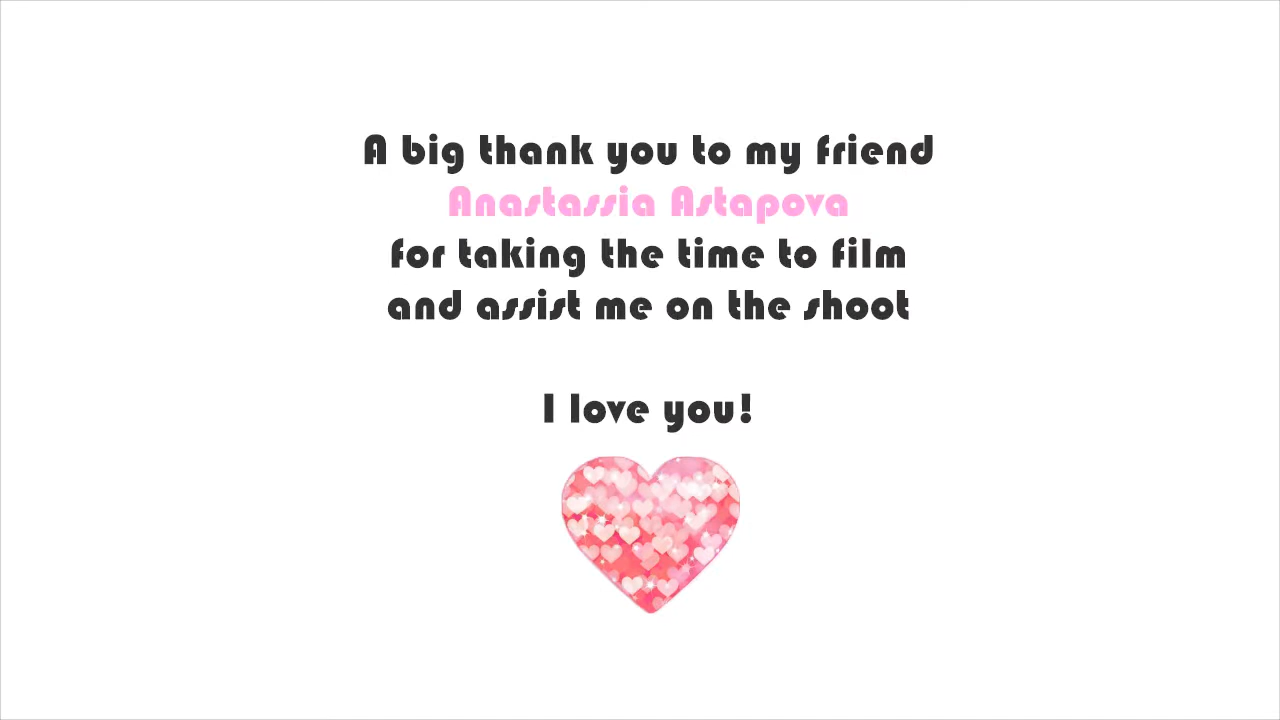 A big thank you to my friend
Anastassia Astapova
for taking the time to film
and assist me on the shoot
I love you!